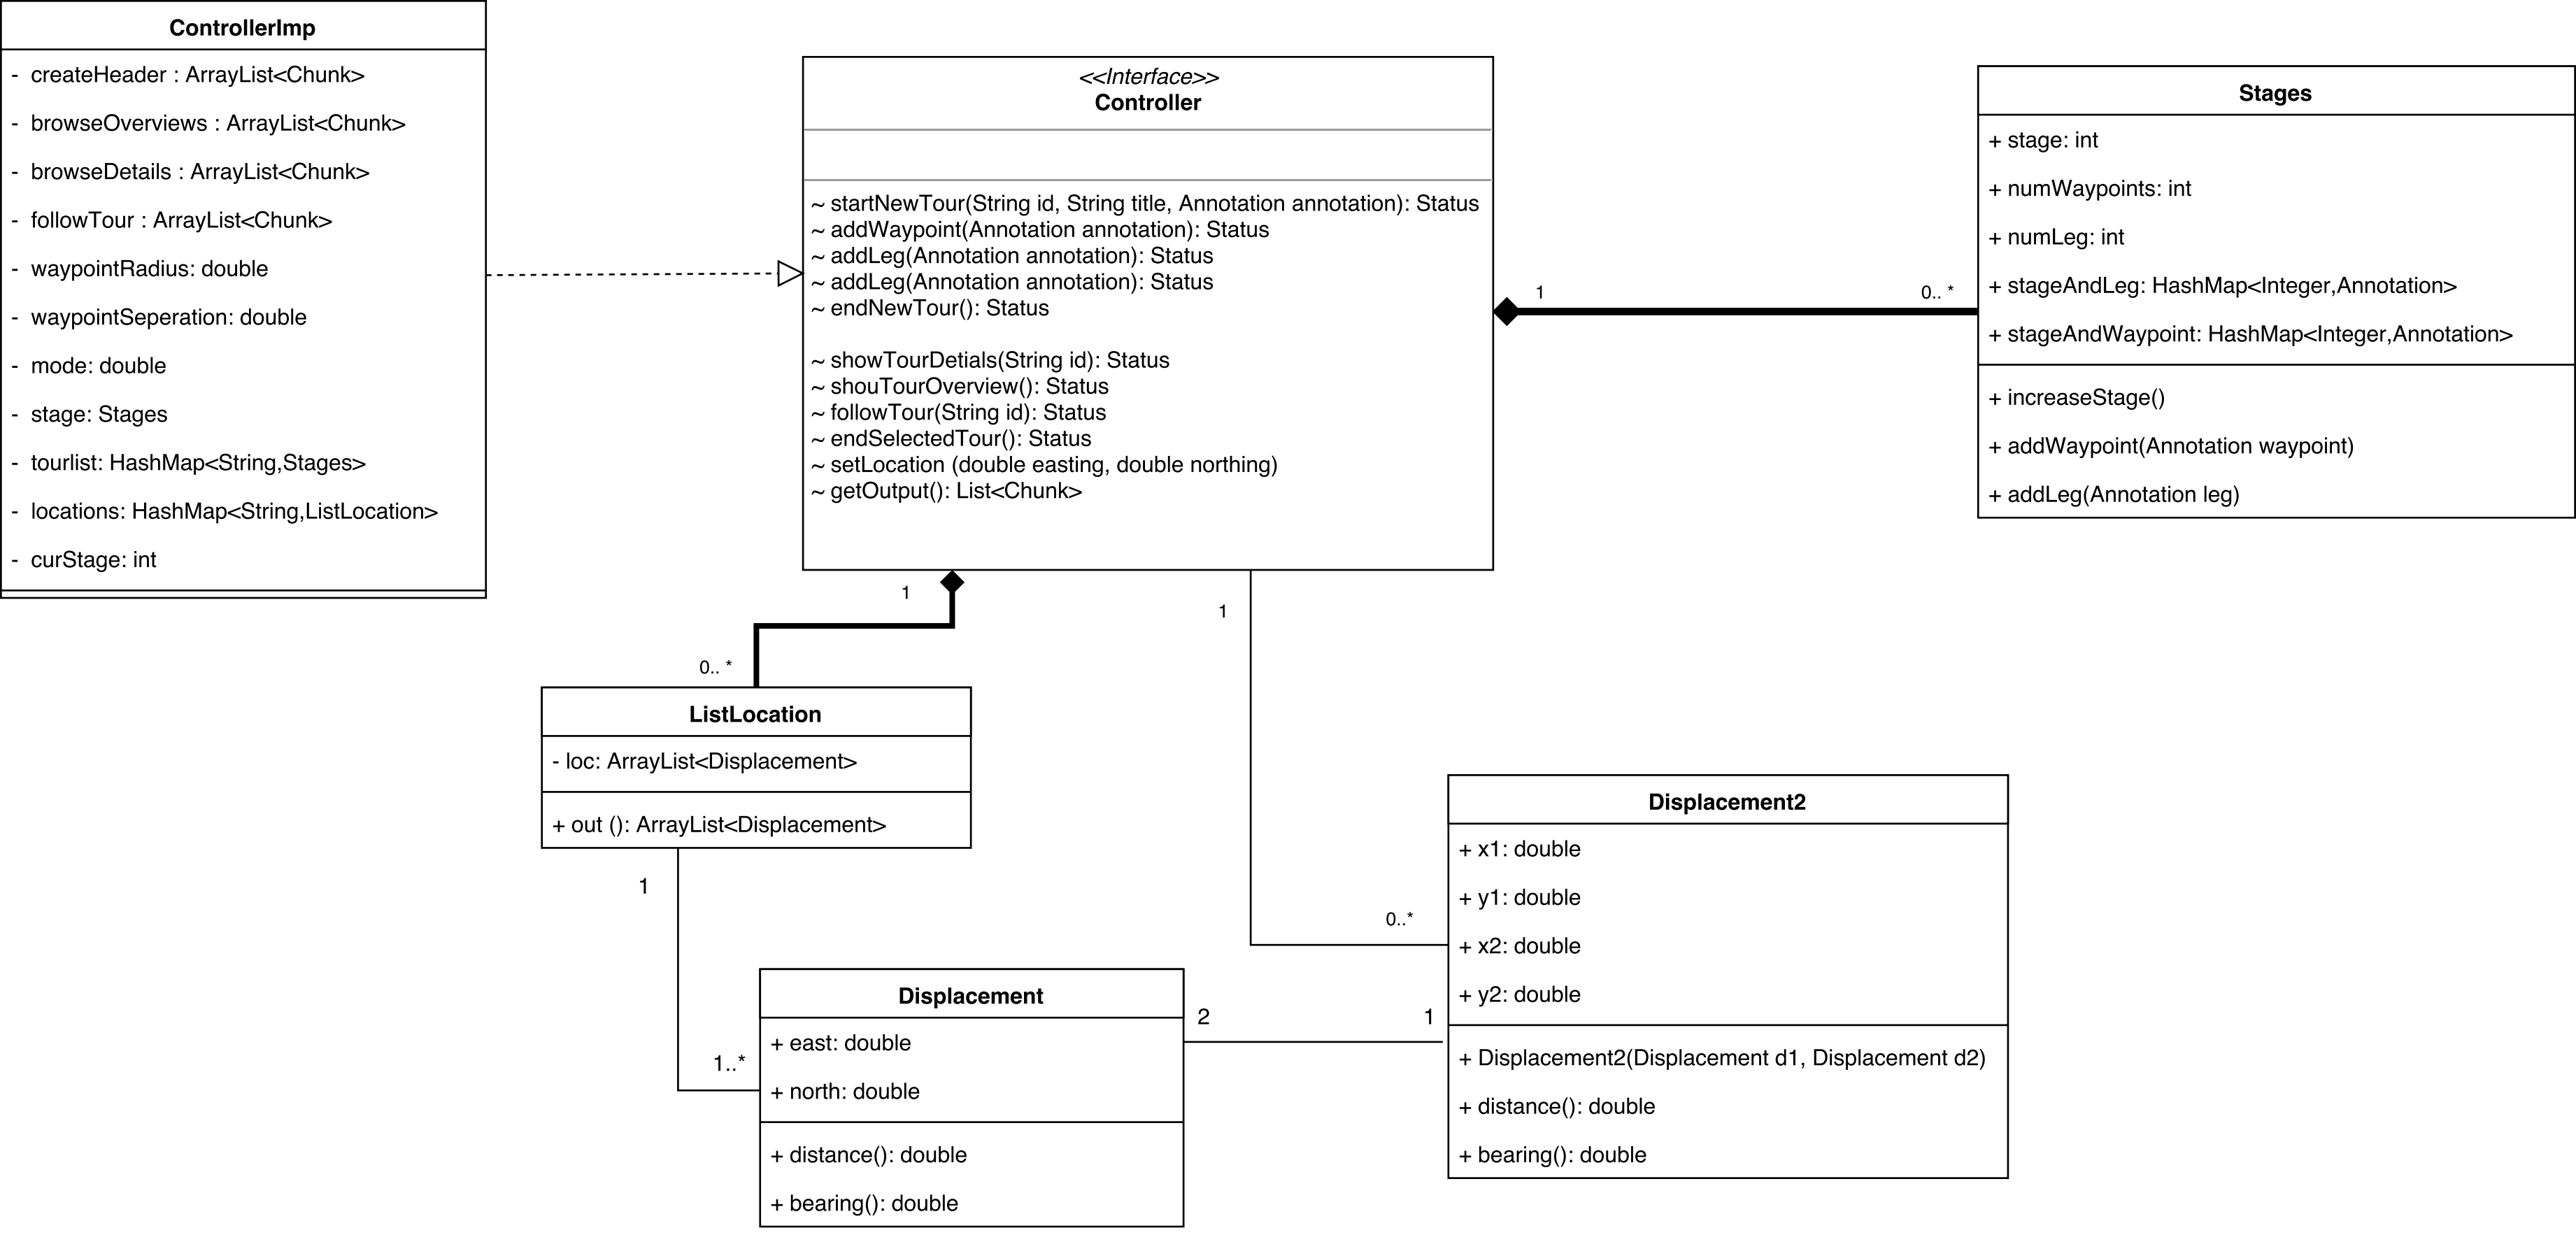 ControllerImp
- createHeader : ArrayList<Chunk>
- browseOverviews : ArrayList<Chunk>
- browseDetails : ArrayList<Chunk>
- followTour : ArrayList<Chunk>
- waypointRadius: double
- waypointSeperation: double
- mode: double
- stage: Stages
- tourlist: HashMap<String,Stages>
- locations: HashMap<String,ListLocation>
- curStage: int
<<Interface>>
Controller
~ startNewTour(String id, String title, Annotation annotation): Status
~ addWaypoint(Annotation annotation): Status
~ addLeg(Annotation annotation): Status
~ addLeg(Annotation annotation): Status
~ endNewTour(): Status
~ showTourDetials(String id): Status
~ shouTourOverview(): Status
~ followTour(String id): Status
~ endSelectedTour(): Status
~ setLocation (double easting, double northing)
~ getOutput(): List<Chunk>
1
0.. *
Stages
+ stage: int
+ numWaypoints: int
+ numLeg: int
+ stageAndLeg: HashMap<Integer,Annotation>
+ stageAndWaypoint: HashMap<Integer,Annotation>
+ increaseStage()
+ addWaypoint(Annotation waypoint)
+ addLeg(Annotation leg)
1
0.. *
1
0..*
ListLocation
- loc: ArrayList<Displacement>
+ out (): ArrayList<Displacement>
1
1..*
Displacement
+ east: double
+ north: double
+ distance(): double
+ bearing(): double
2
1
Displacement2
+ x1: double
+ y1: double
+ x2: double
+ y2: double
+ Displacement2(Displacement d1, Displacement d2)
+ distance(): double
+ bearing(): double